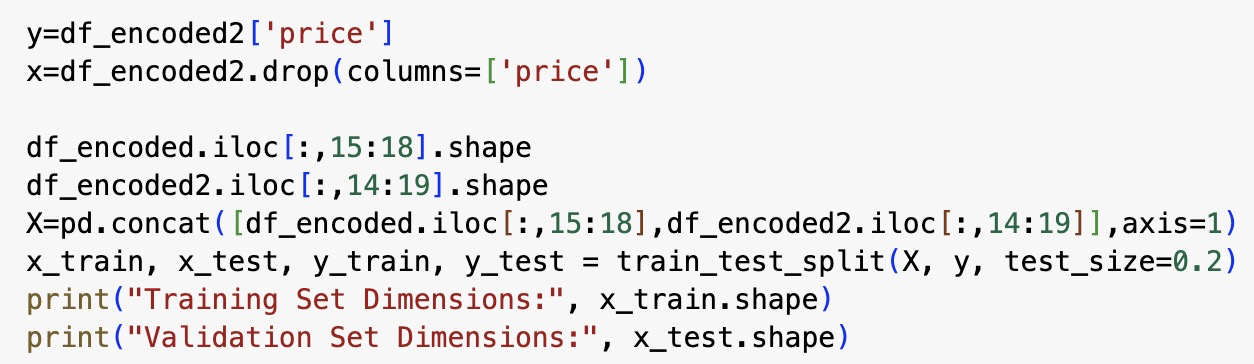 y=df_encoded2['price']
x=df_encoded2.drop(columns=['price'])
df_encoded.iloc[:,15:18].shape
df_encoded2.iloc[:,14:19].shape
X=pd.concat([df_encoded.iloc[:,15:18],df_encoded2.iloc[:,14:19]],axis=1)
x_train, x_test, y_train, y_test = train_test_split(X, y, test_size=0.2)
print("Training Set Dimensions:", x_train.shape)
print("Validation Set Dimensions:", x_test.shape)